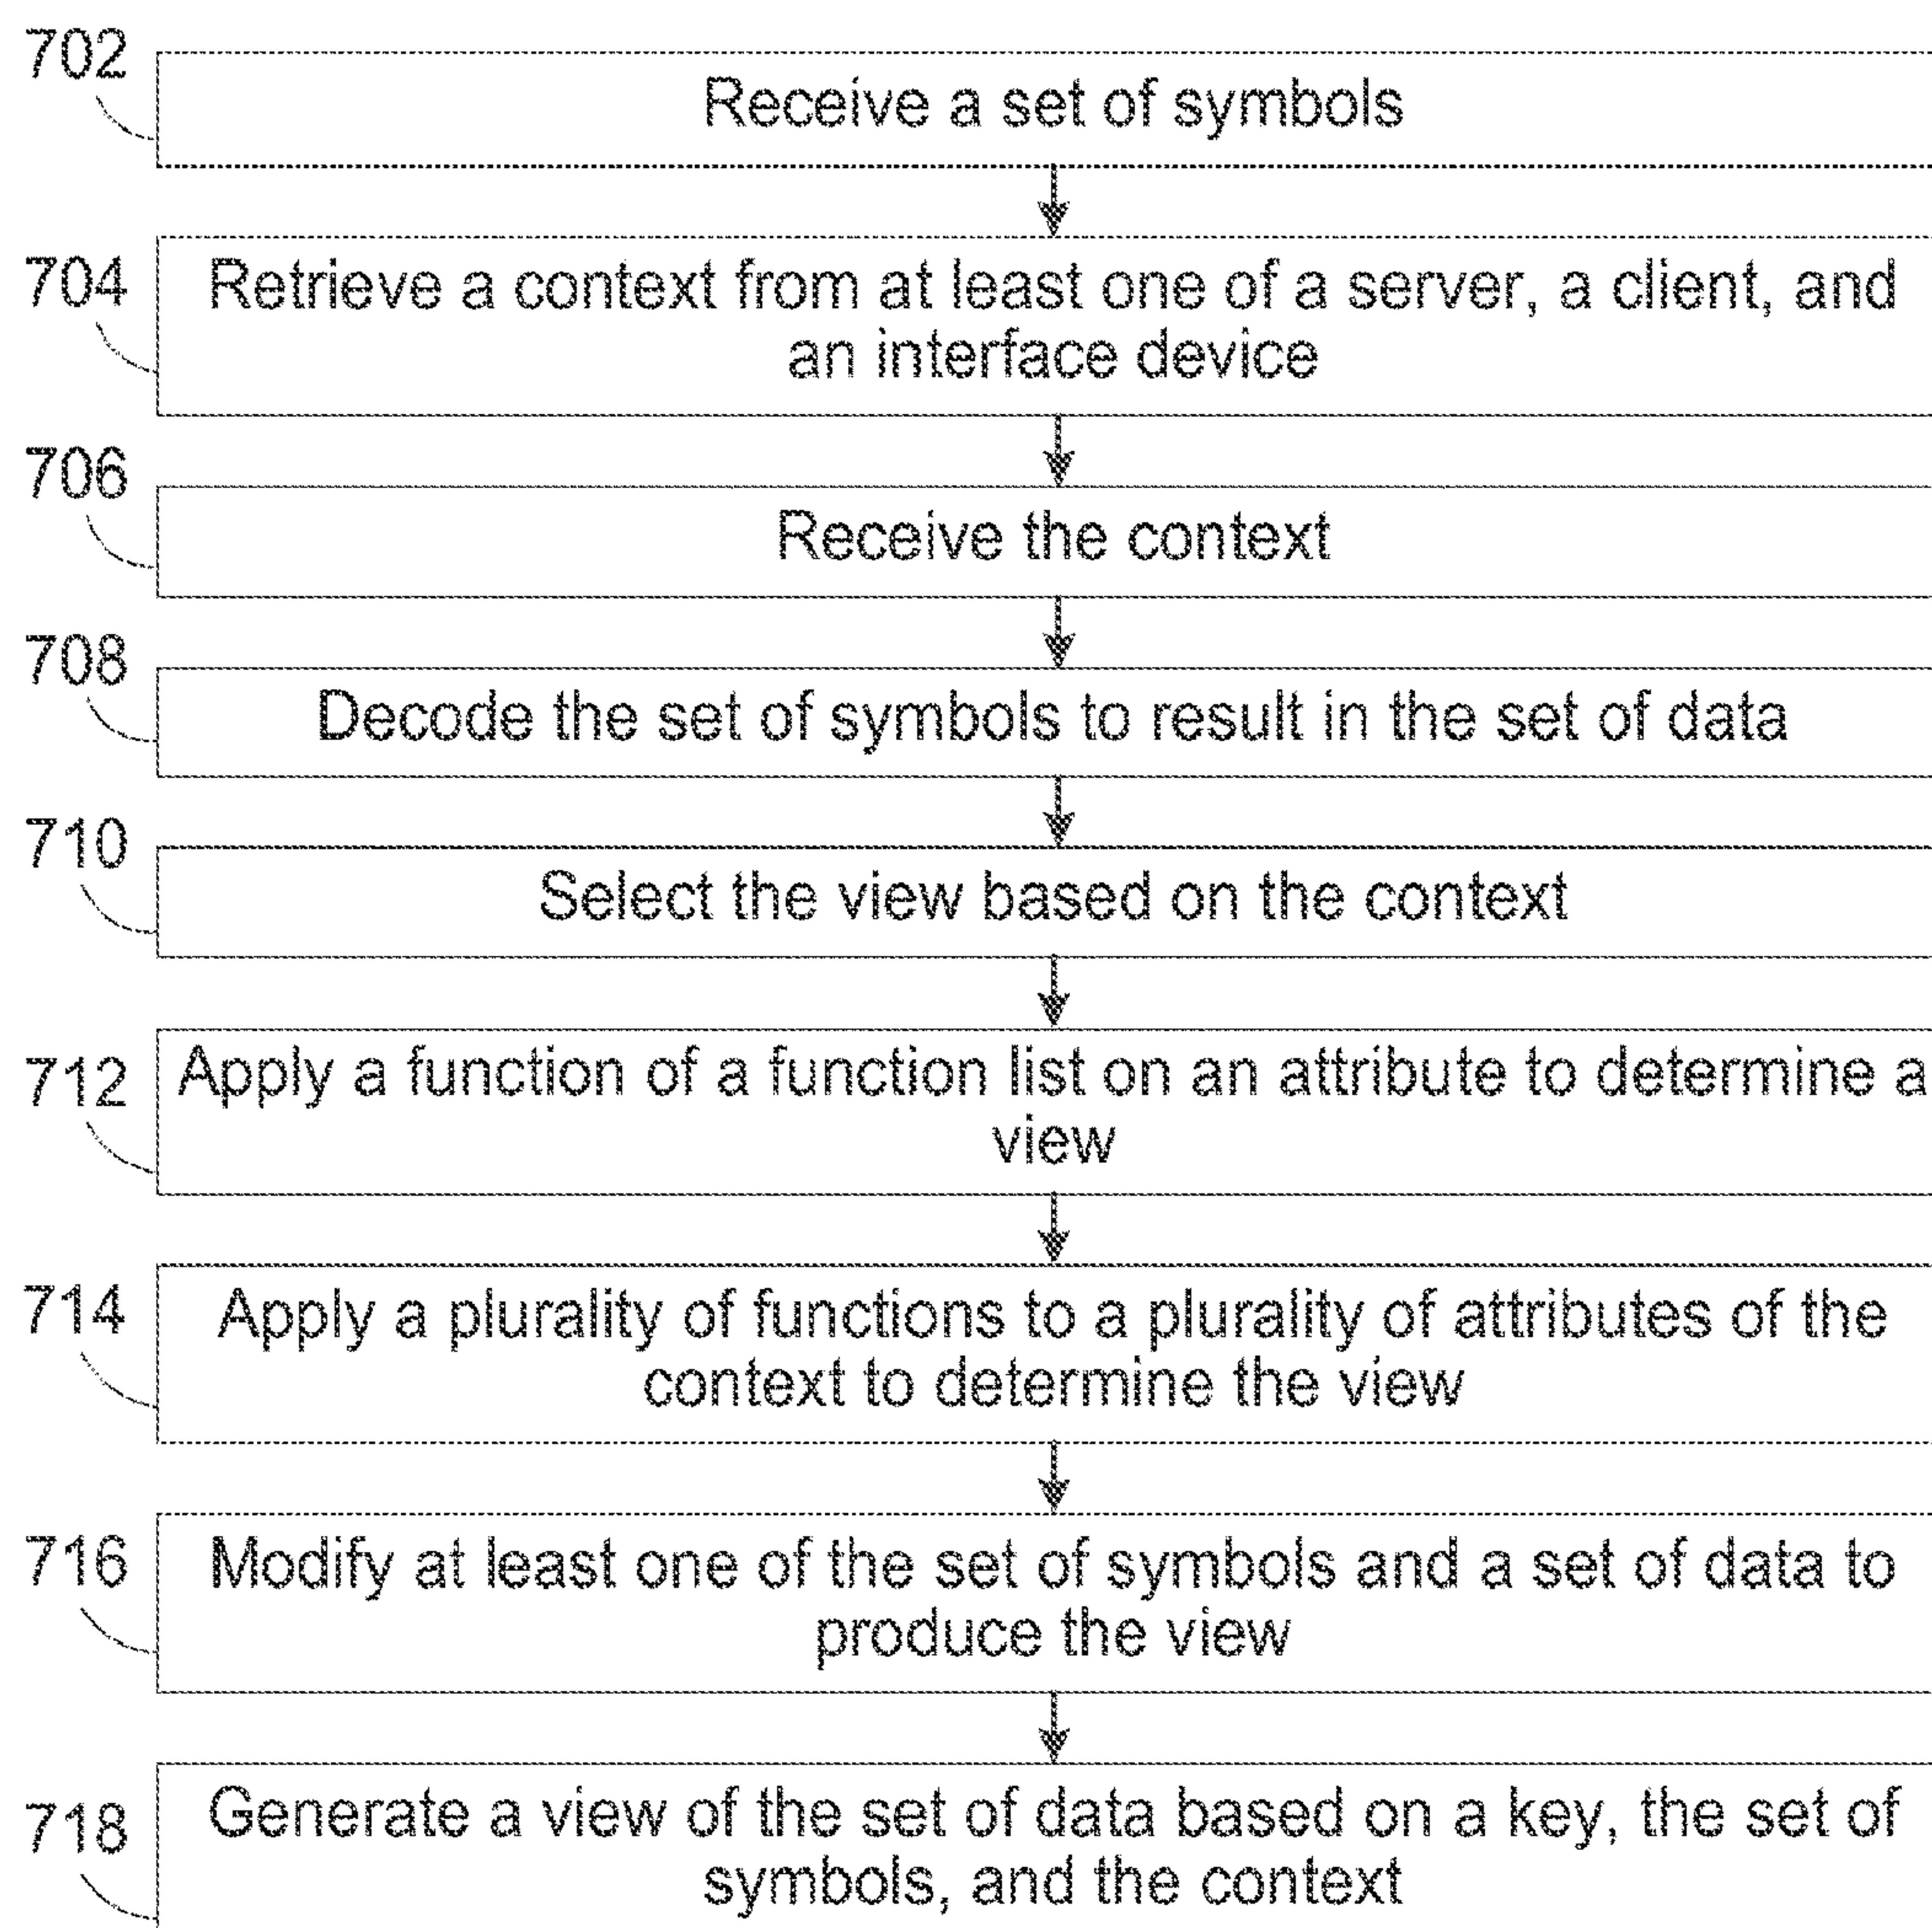 702
Receive a set of symbols
704
Retrieve a context from at least one of a server, a client, and
an interface device
706
Receive the context
708
Decode the set of symbols to result in the set of data
710
Select the view based on the context
712
Apply a function of a function list on an attribute to determine a
view
714
Apply a plurality of functions to a plurality of attributes of the
context to determine the view
716
Modify at least one of the set of symbols and a set of data to
produce the view
718
Generate a view of the set of data based on a key, the set of
symbols, and the context